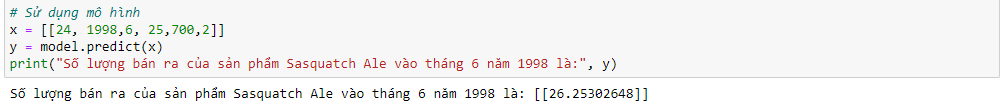 # Sử dụng mô hình
x = [[24, 1998,6, 25,700,2]]
y = model.predict(x)
print("Số lượng bán ra của sản phẩm Sasquatch Ale vào tháng 6 năm 1998 là:", y)
Số lượng bán ra của sản phẩm Sasquatch Ale vào tháng 6 năm 1998 là: [[26.25302648]]